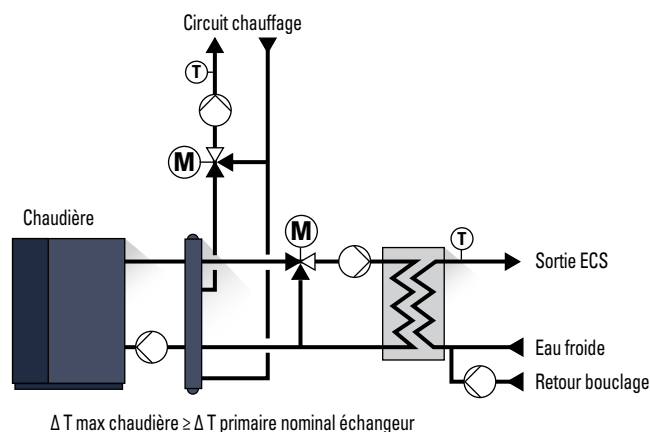 Circuit chauffage
T
M
Chaudière
M
T
Sortie ECS
Eau froide
Retour bouclage
Δ T max chaudière ≥ Δ T primaire nominal échangeur